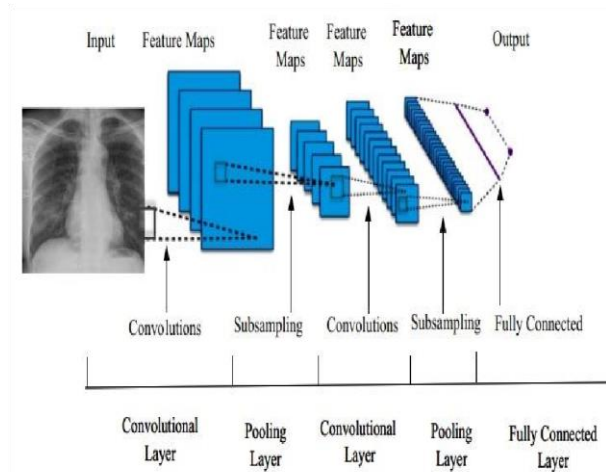 Input
Feature Maps
Feature
Maps
Feature
Maps
Feature
Maps
Output
Convolutions
Subsampling
Convolutions
Subsampling
Fully Connected
Convolutional
Layer
Pooling
Layer
Convolutional
Layer
Pooling
Layer
Fully Connected
Layer